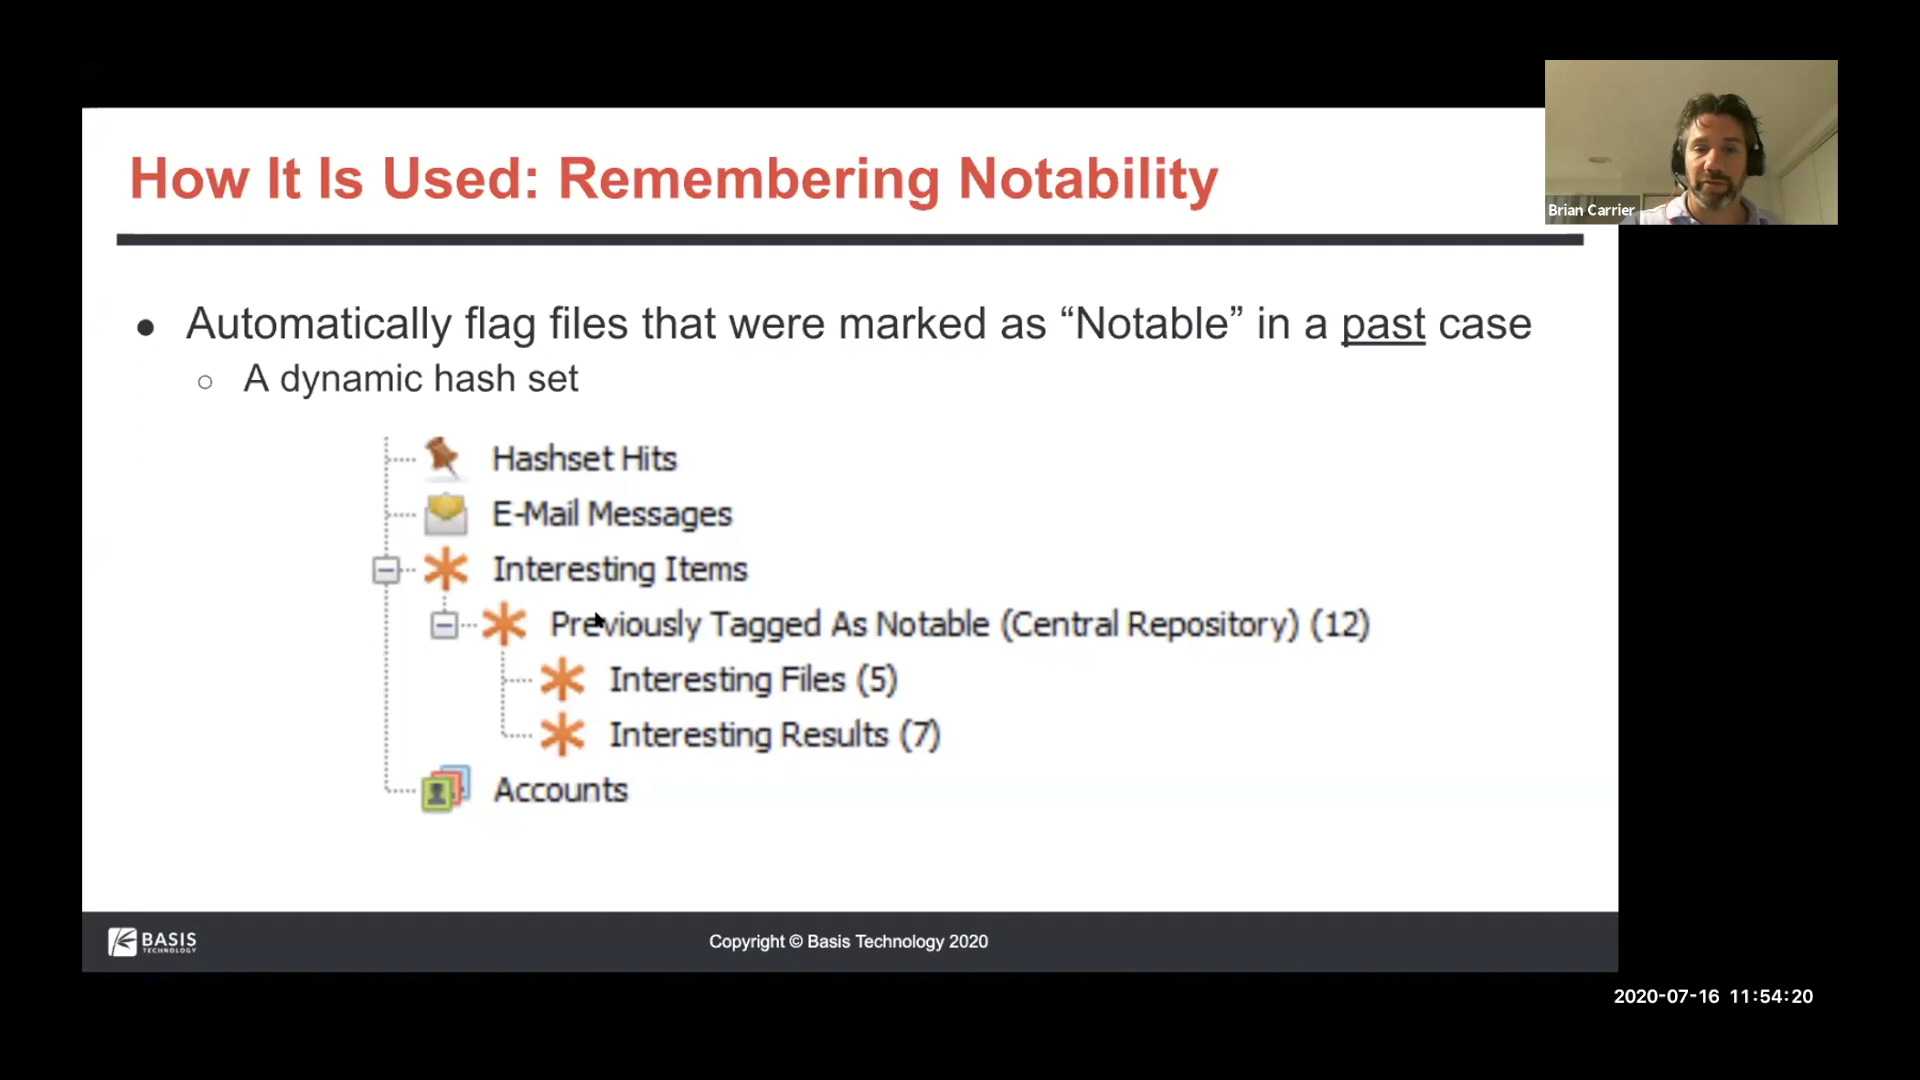 How It Is Used: Remembering Notability
Brian Carrier
● Automatically flag files that were marked as “Notable” in a past case
○ A dynamic hash set
Hashset Hits
E-Mail Messages
Interesting Items
Previously Tagged As Notable (Central Repository) (12)
Interesting Files (5)
Interesting Results (7)
Accounts
BASIS
TECHNOLOGY
Copyright © Basis Technology 2020
2020-07-16 11:54:20